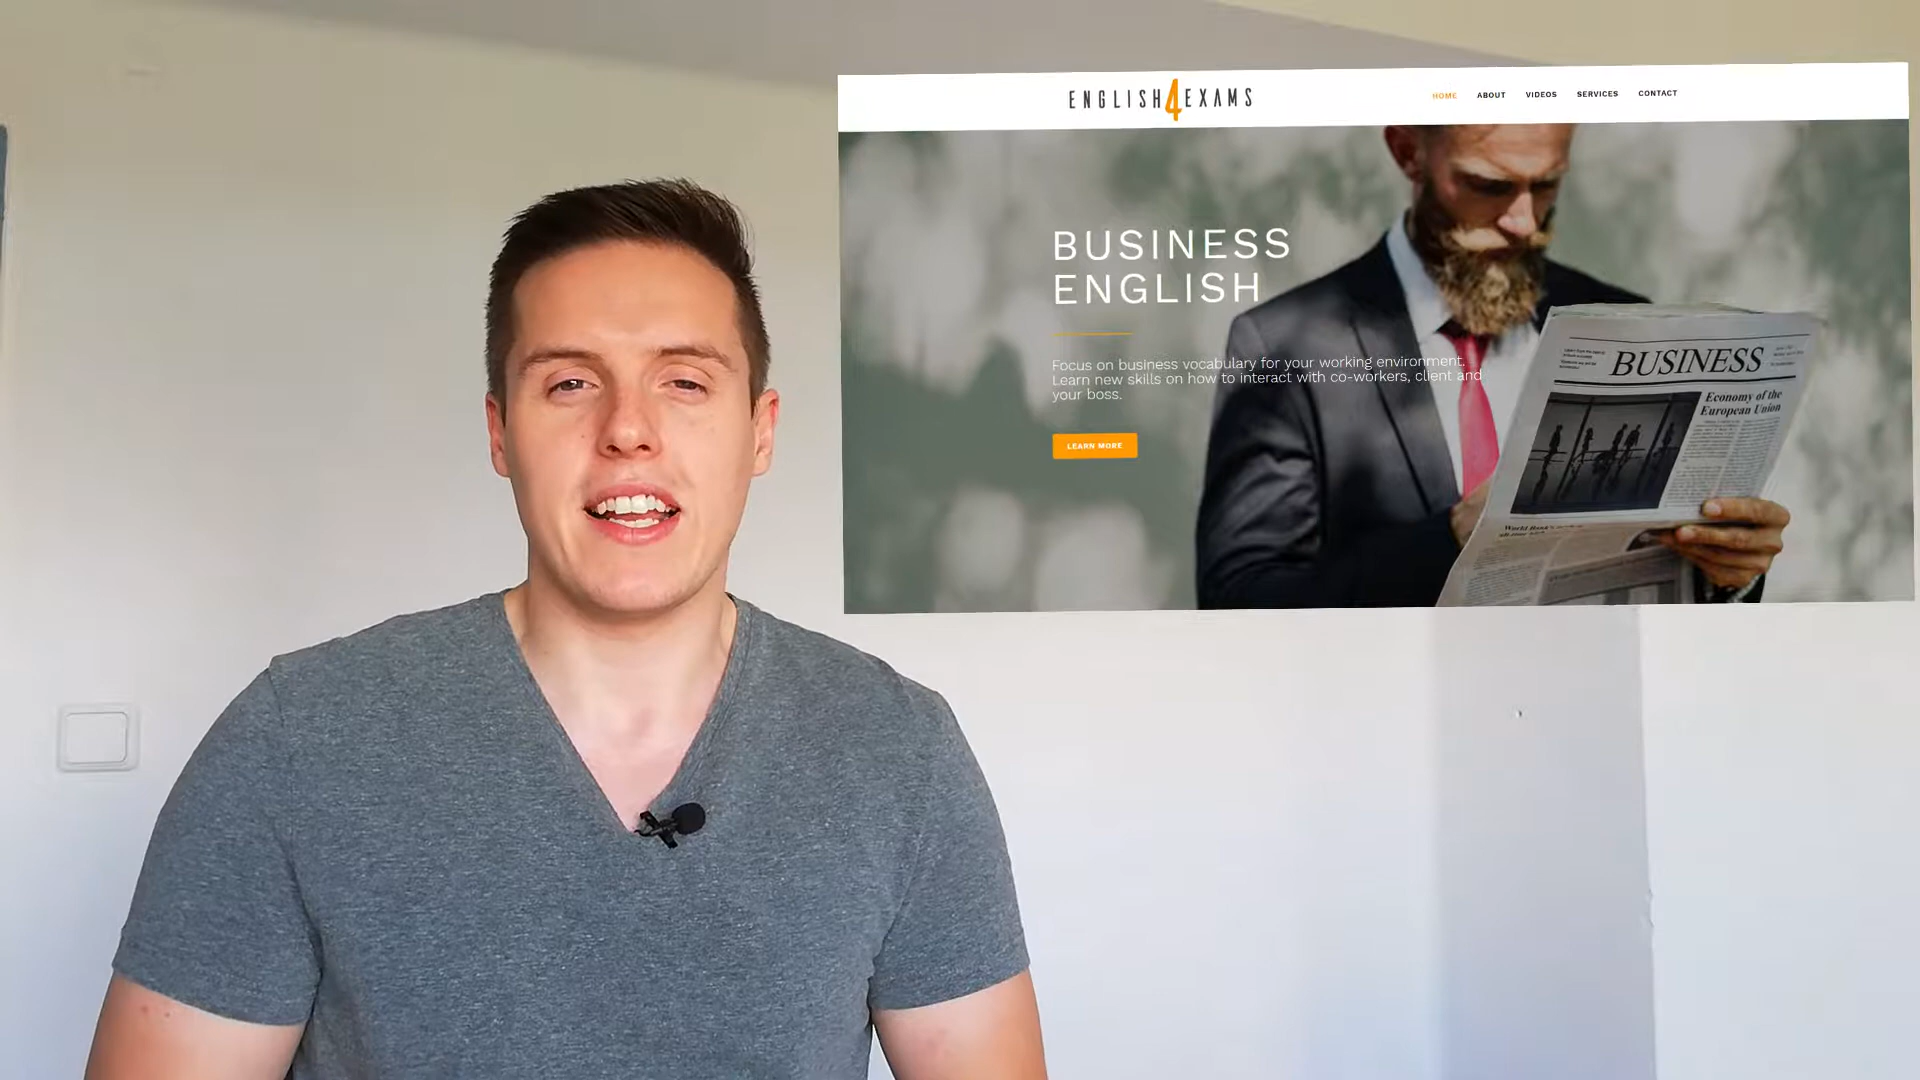 ENGLISH4EXAMS
HOME ABOUT VIDEOS SERVICES CONTACT
BUSINESS
ENGLISH
Focus on business vocabulary for your working environment.
Learn new skills on how to interact with co-workers, client and
your boss.
LEARN MORE
BUSINESS
Economy of the
European Union
World Bank's